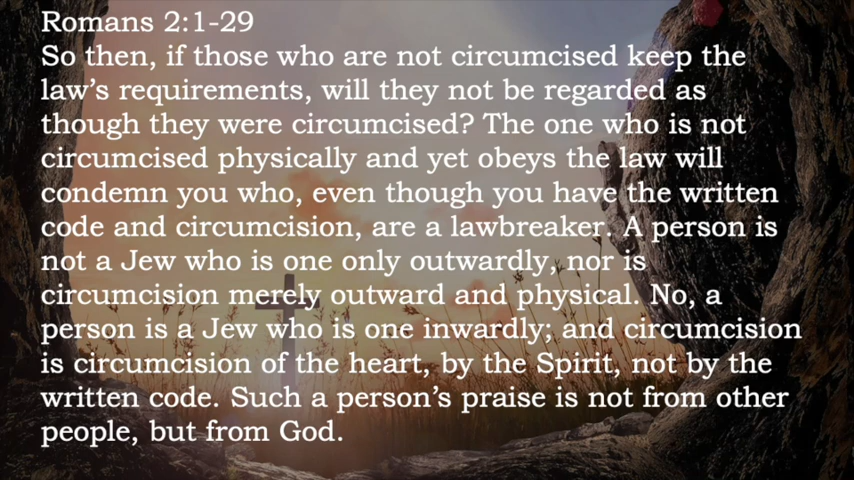 Romans 2:1-29
So then, if those who are not circumcised keep the
law’s requirements, will they not be regarded as
though they were circumcised? The one who is not
circumcised physically and yet obeys the law will
condemn you who, even though you have the written
code and circumcision, are a lawbreaker. A person is
not a Jew who is one only outwardly, nor is
circumcision merely outward and physical. No, a
person is a Jew who is one inwardly; and circumcision
is circumcision of the heart, by the Spirit, not by the
written code. Such a person’s praise is not from other
people, but from God.